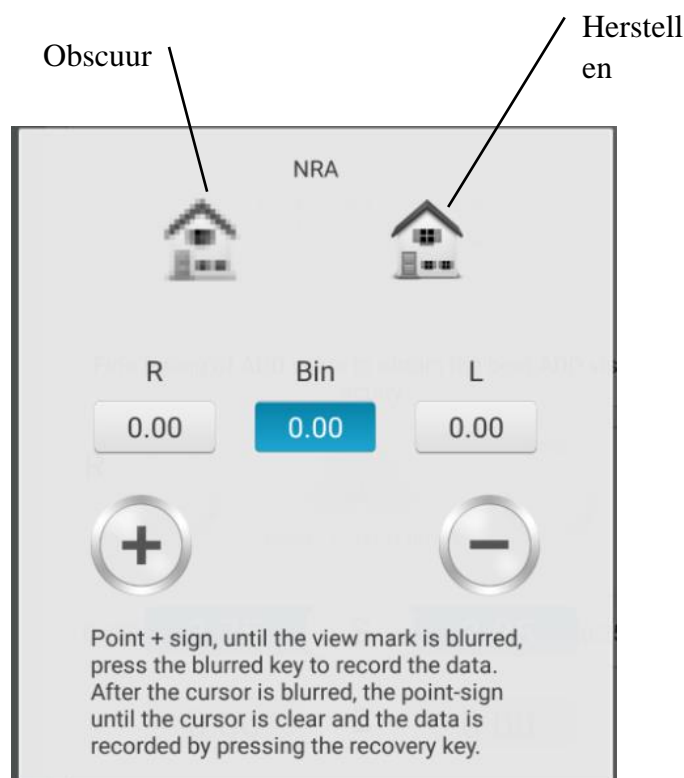 Obscuur
Herstell
en
NRA
R Bin L
0.00 0.00 0.00
+ −
Point + sign, until the view mark is blurred,
press the blurred key to record the data.
After the cursor is blurred, the point-sign
until the cursor is clear and the data is
recorded by pressing the recovery key.